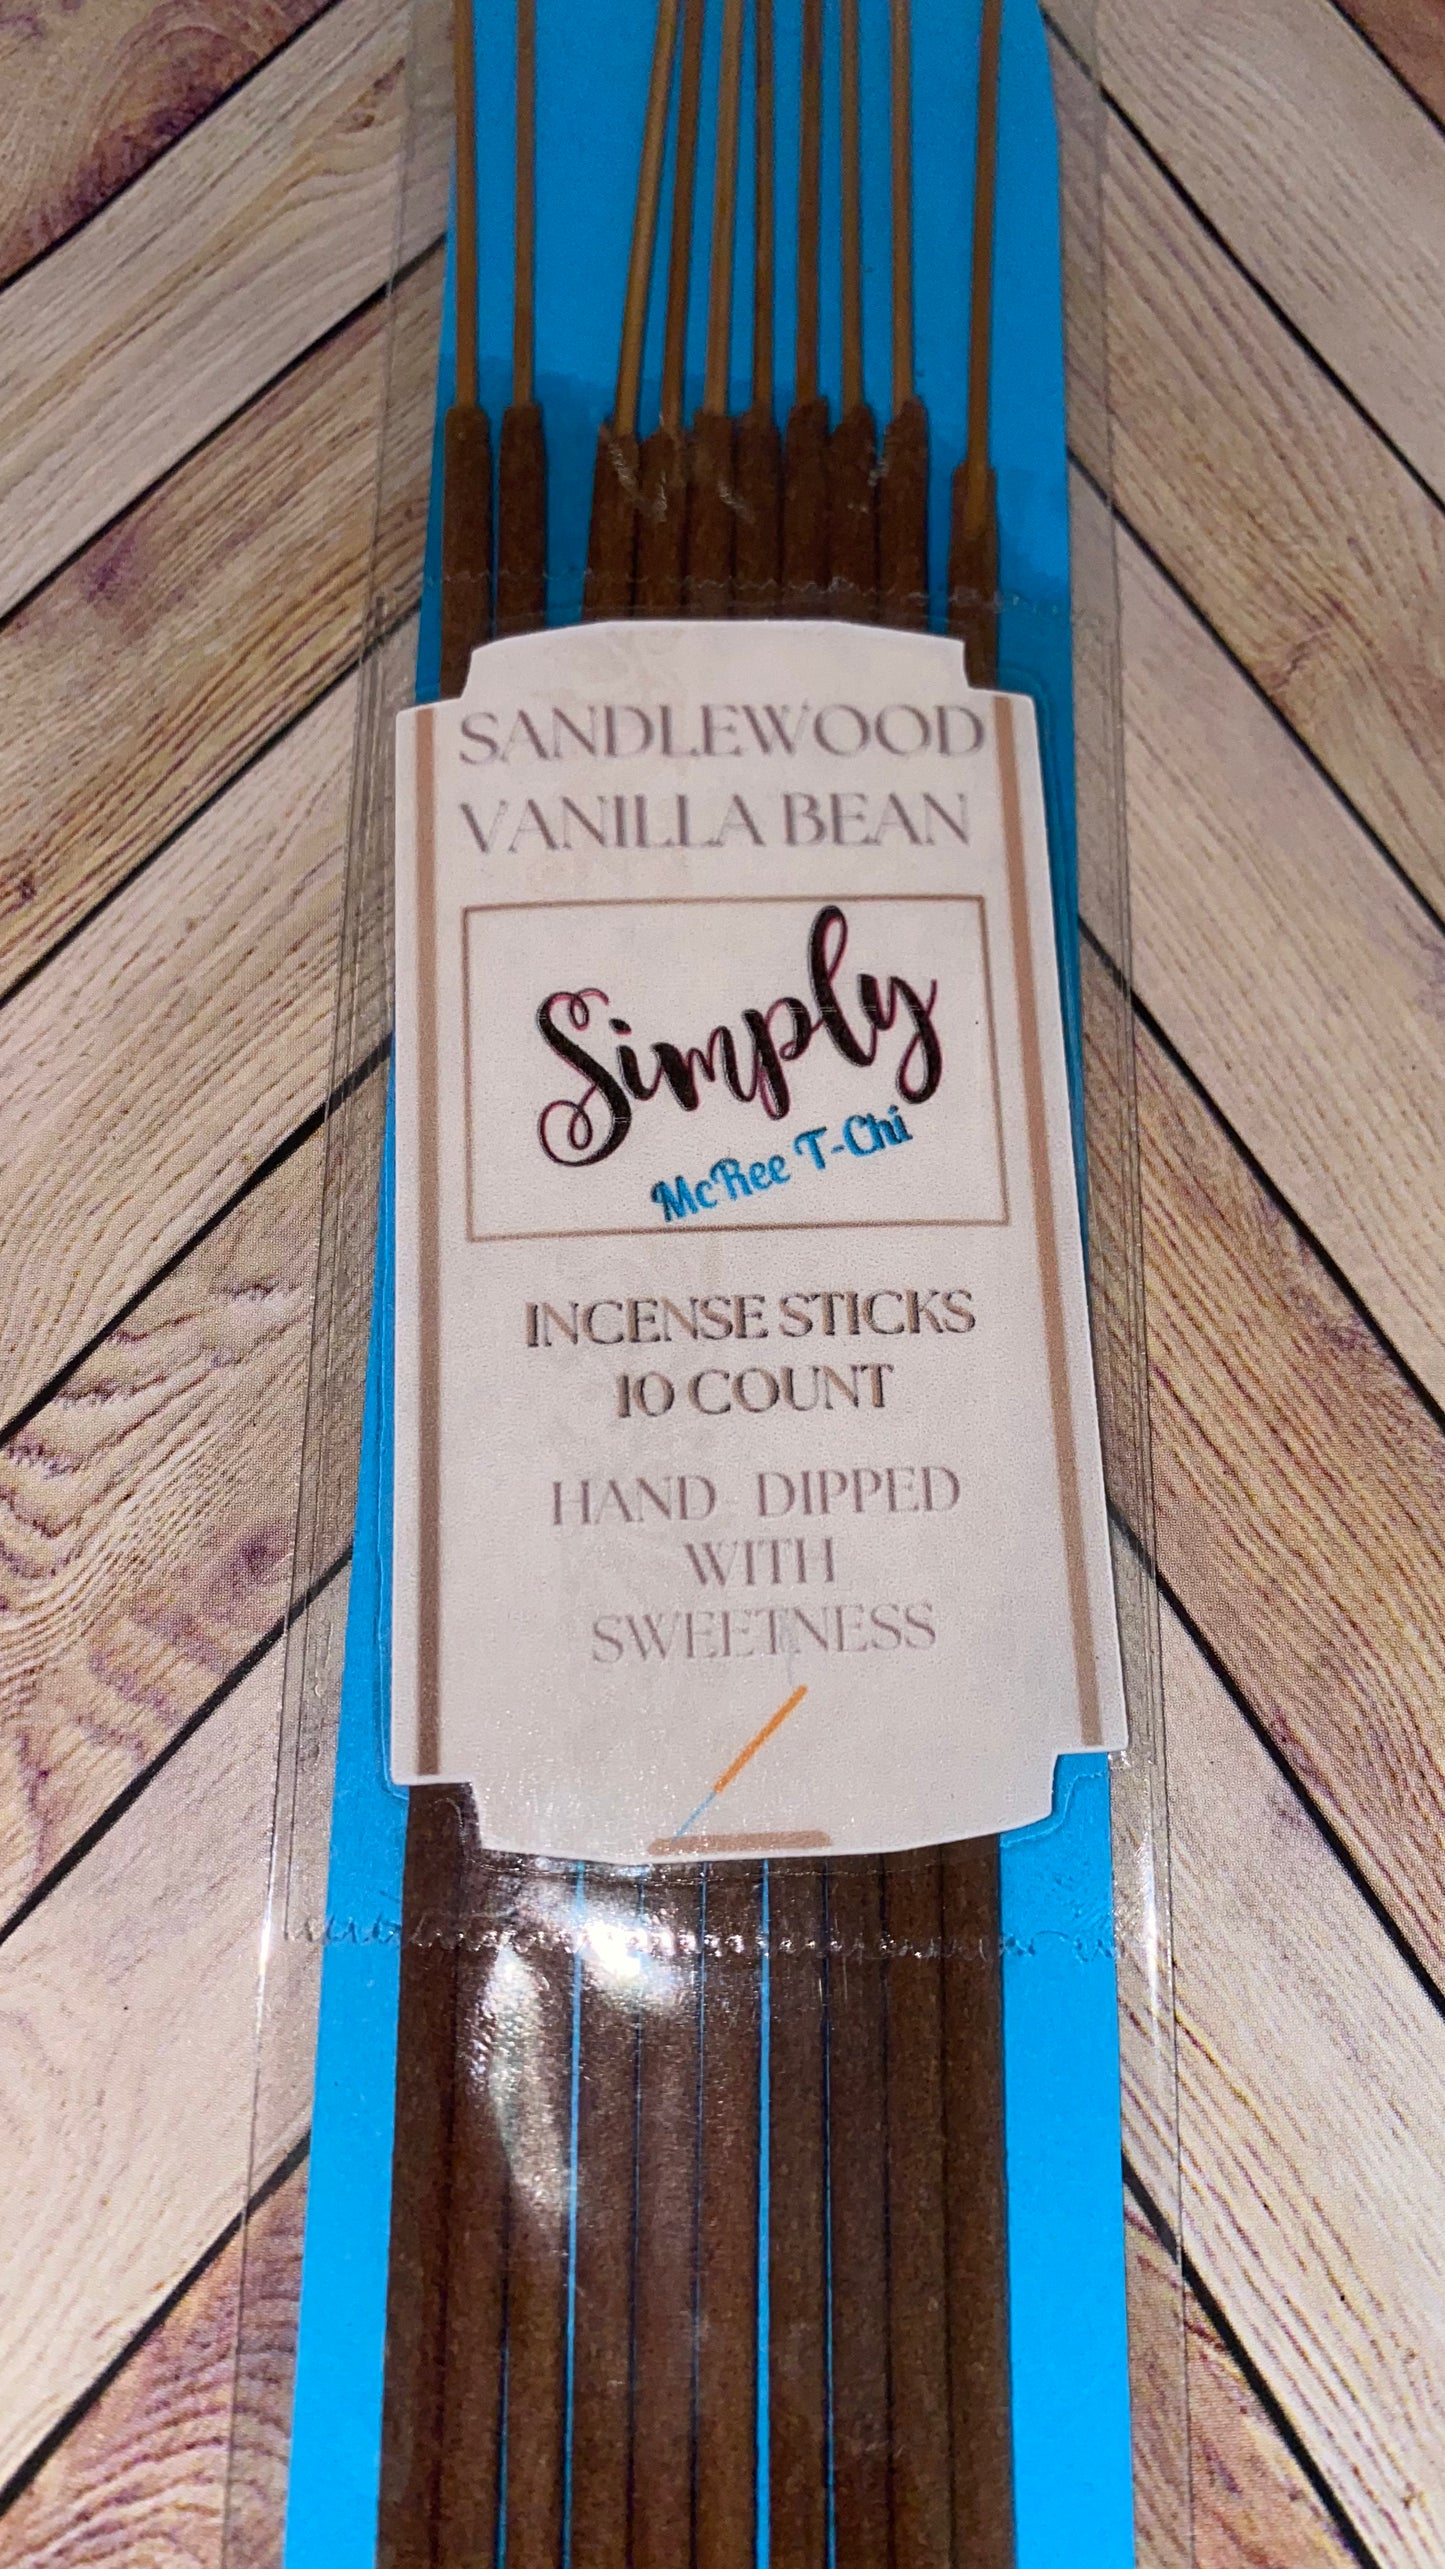 SANDLEWOOD
VANILLA BEAN
Simply
McRee T-Chi
INCENSE STICKS
10 COUNT
HAND DIPPED
WITH
SWEETNESS